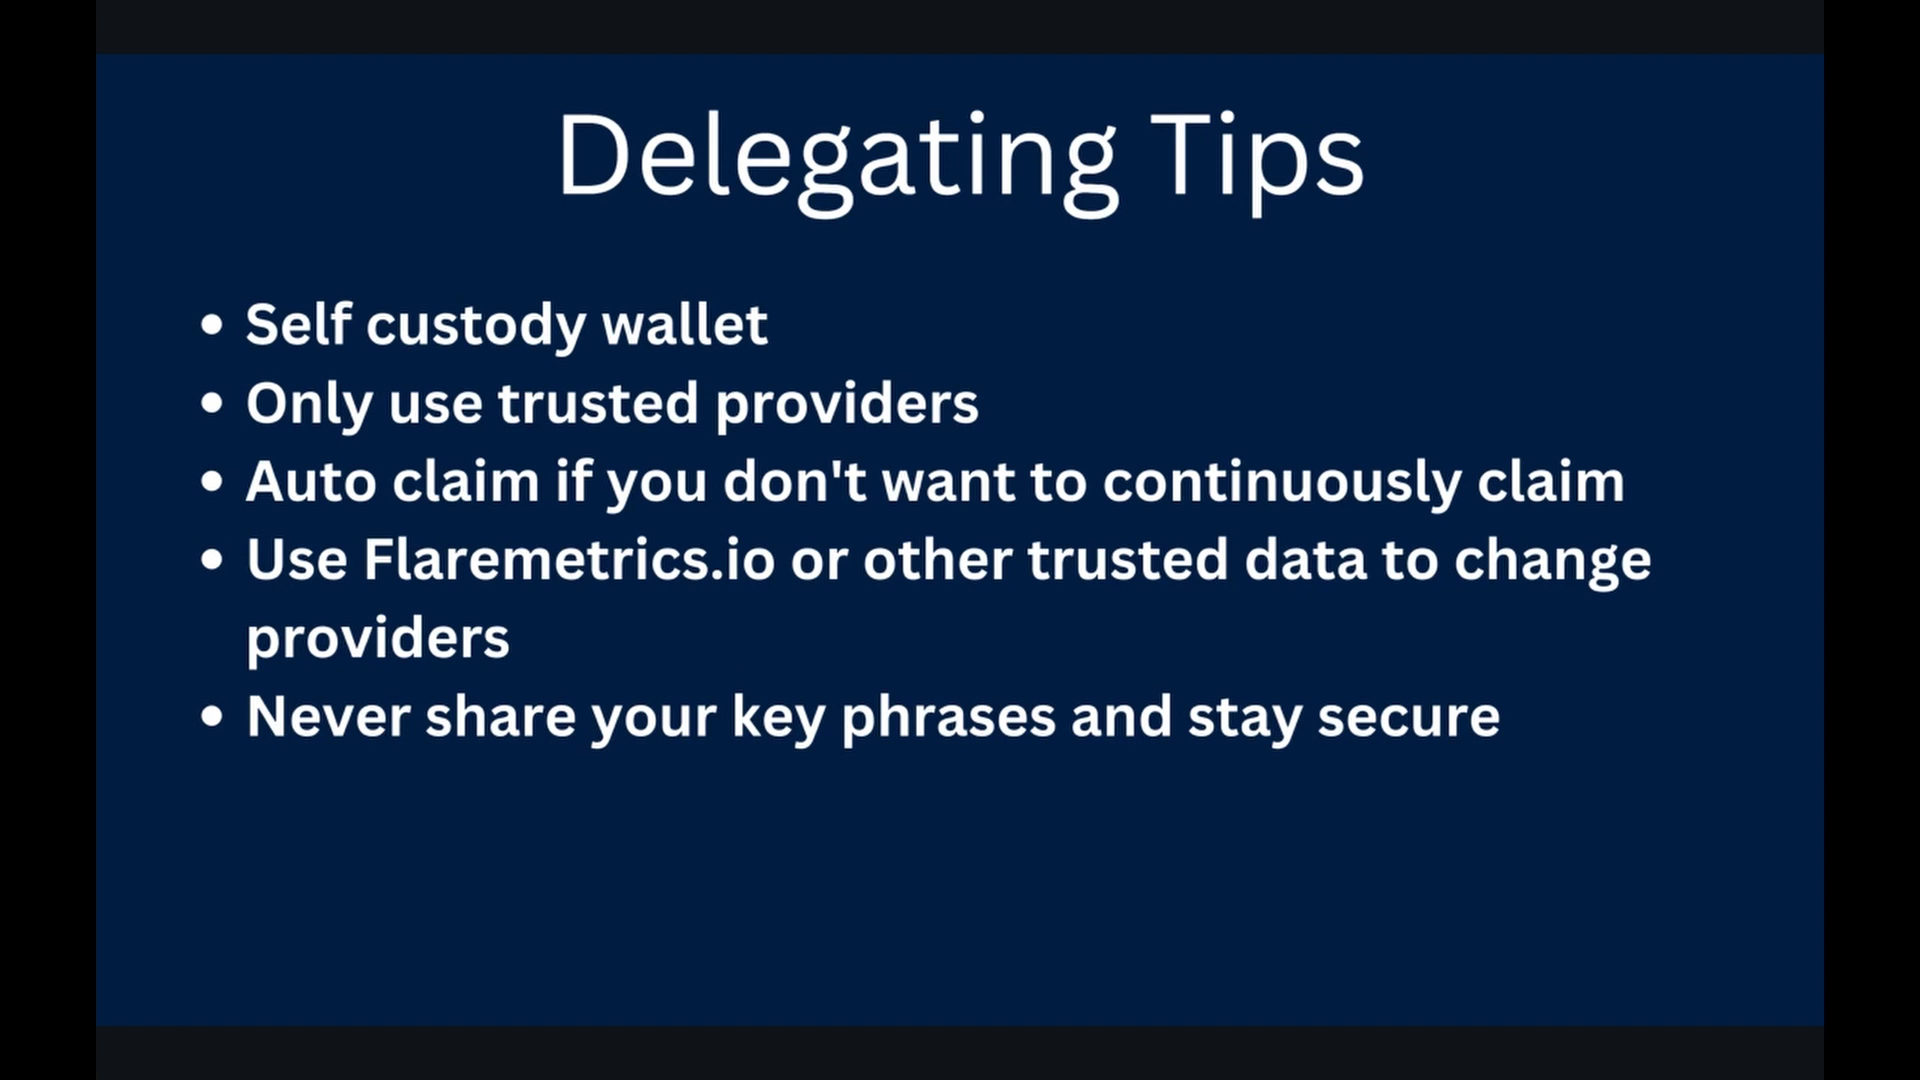 Delegating Tips
• Self custody wallet
• Only use trusted providers
• Auto claim if you don't want to continuously claim
• Use Flaremetrics.io or other trusted data to change
providers
• Never share your key phrases and stay secure